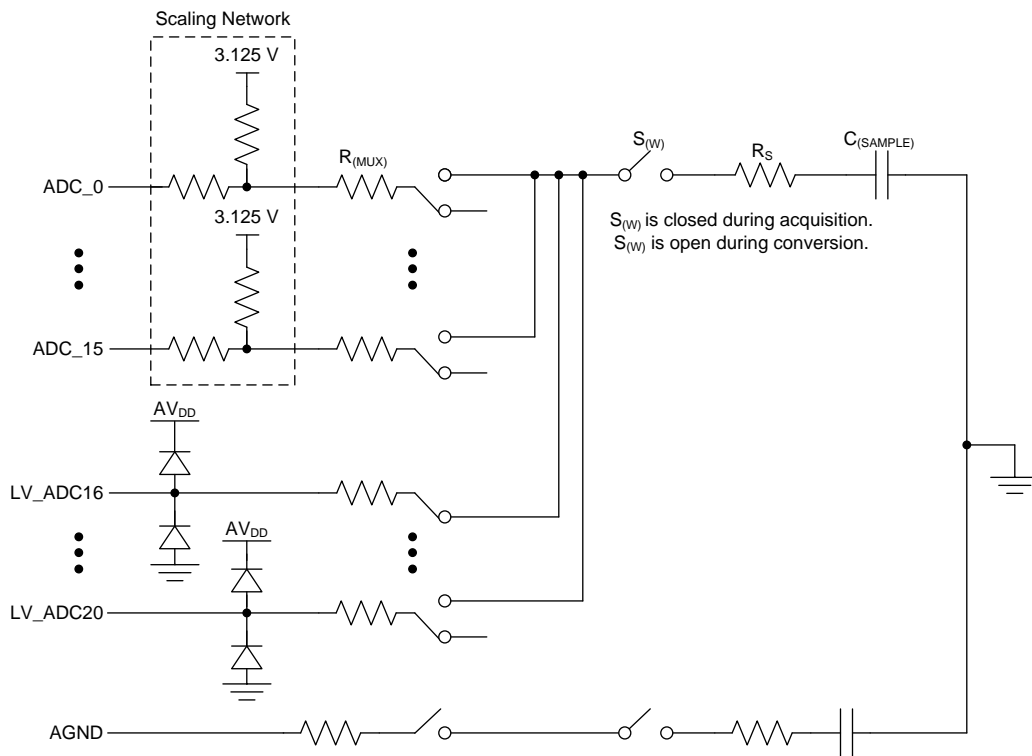 Scaling Network
3.125 V
R(MUX)
S(W)
RS
C(SAMPLE)
ADC_0
3.125 V
S(W) is closed during acquisition.
S(W) is open during conversion.
ADC_15
AVDD
LV_ADC16
AVDD
LV_ADC20
AGND